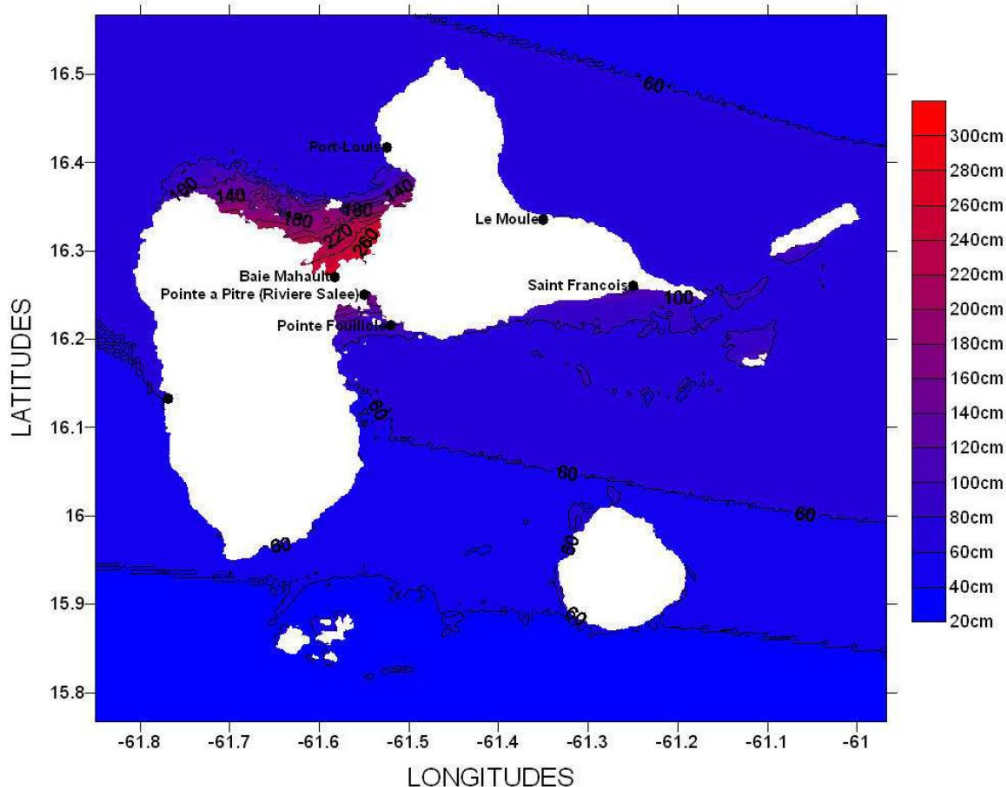 60
16.5
300cm
Port-Louis
280cm
16.4
100
140
140
260cm
180
180
240cm
220
260
16.3
Le Moule
220cm
Baie Mahault
Saint Francois
200cm
Pointe a Pitre (Riviere Salee)
100
180cm
Pointe Fouillole
16.2
160cm
140cm
60
16.1
120cm
60
100cm
16
60
80cm
60
60cm
15.9
60
40cm
20cm
15.8
LATITUDES
-61.8
-61.7
-61.6
-61.5
-61.4
-61.3
-61.2
-61.1
-61
LONGITUDES